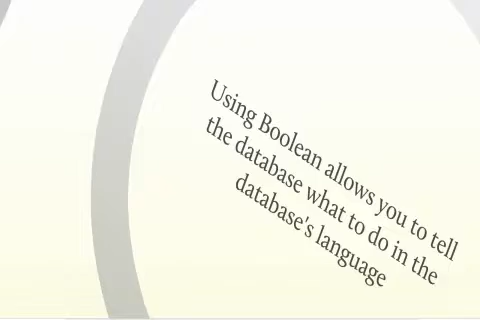 Using Boolean allows you to tell
the database what to do in the
database's language